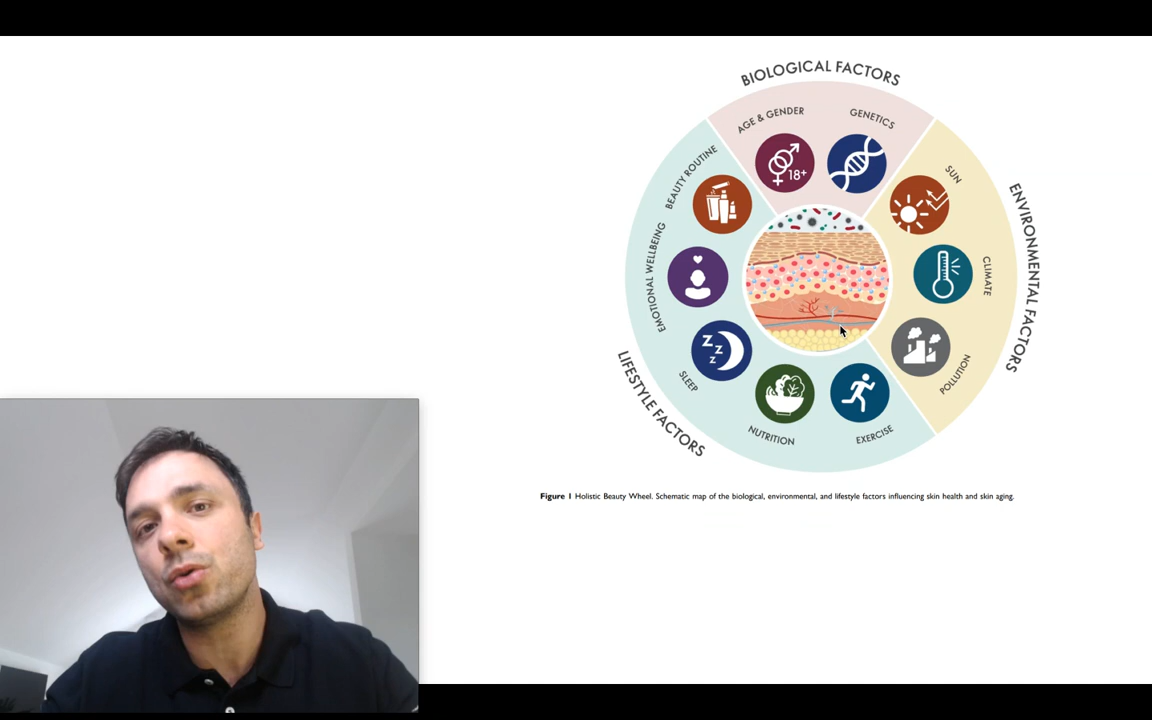 BIOLOGICAL FACTORS
AGE & GENDER
GENETICS
18+
BEAUTY ROUTINE
SUN
ENVIRONMENTAL FACTORS
EMOTIONAL WELLBEING
CLIMATE
Z
Z
Z
SLEEP
POLLUTION
LIFESTYLE FACTORS
NUTRITION
EXERCISE
Figure 1 Holistic Beauty Wheel. Schematic map of the biological, environmental, and lifestyle factors influencing skin health and skin aging.